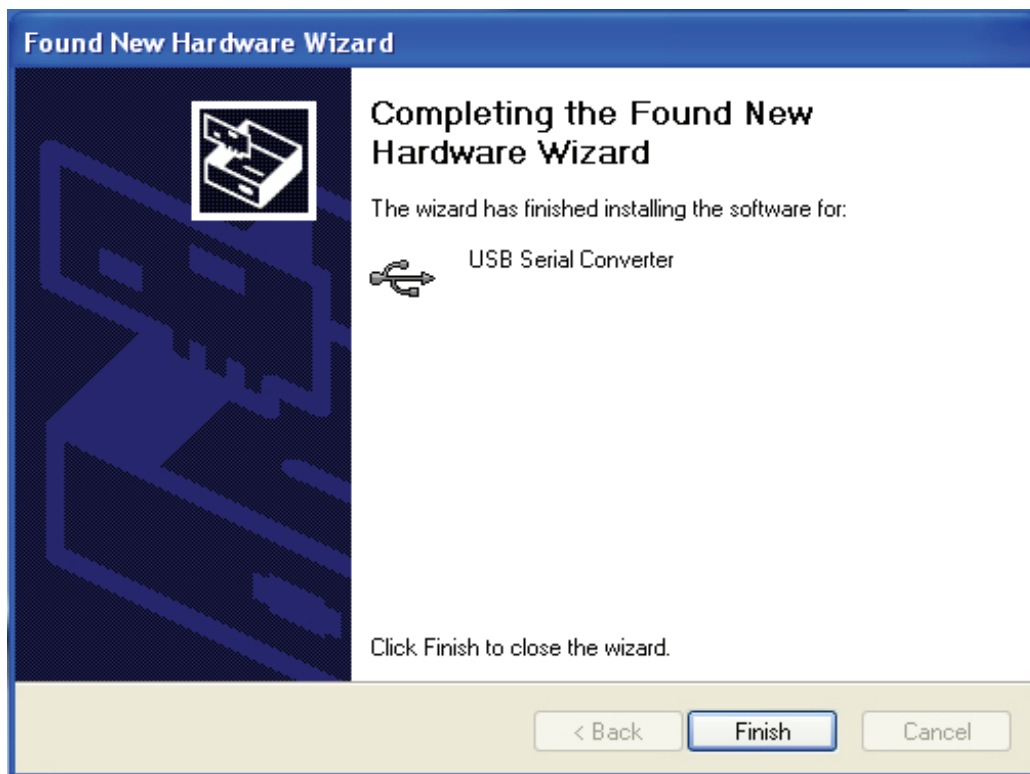 Found New Hardware Wizard
Completing the Found New
Hardware Wizard
The wizard has finished installing the software for:
USB Serial Converter
Click Finish to close the wizard.
< Back Finish Cancel